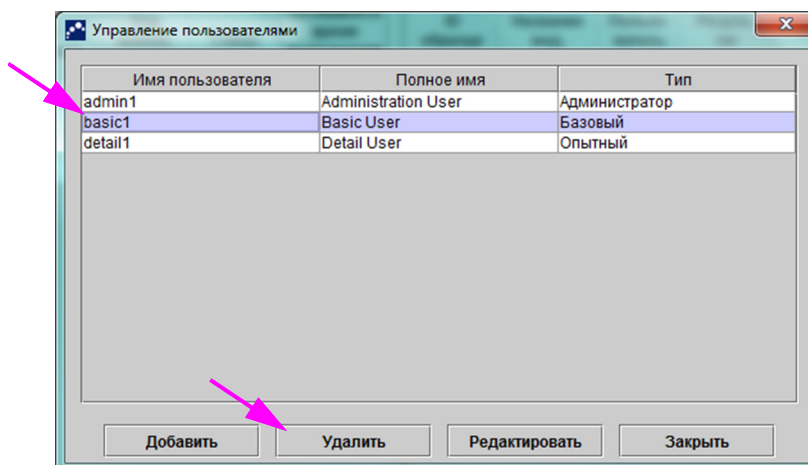 Управление пользователями
Имя пользователя Полное имя Тип
admin1 Administration User Администратор
basic1 Basic User Базовый
detail1 Detail User Опытный
Добавить Удалить Редактировать Закрыть